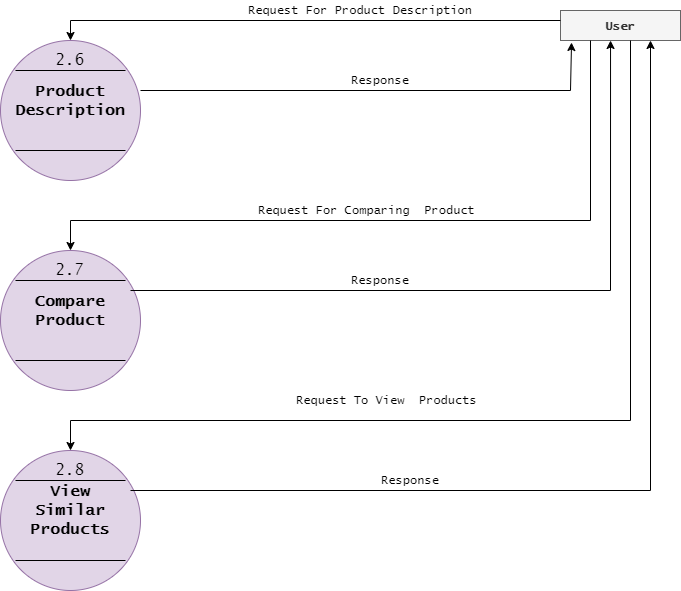 Request For Product Description
User
2.6
Product
Description
Response
Request For Comparing  Product
2.7
Compare
Product
Response
Request To View  Products
2.8
View
Similar
Products
Response